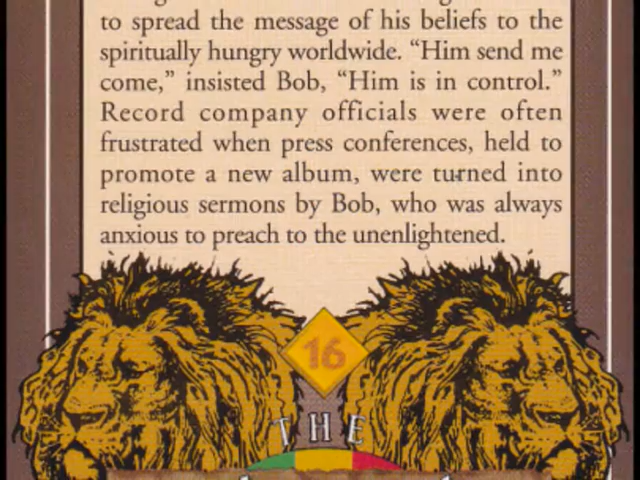 to spread the message of his beliefs to the
spiritually hungry worldwide. “Him send me
come,” insisted Bob, “Him is in control.”
Record company officials were often
frustrated when press conferences, held to
promote a new album, were turned into
religious sermons by Bob, who was always
anxious to preach to the unenlightened.
16
THE